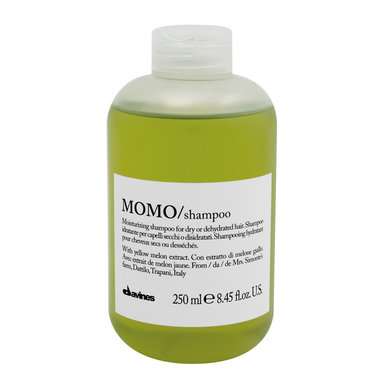 MOMO/shampoo
Moisturizing shampoo for dry or dehydrated hair. Shampoo
idratante per capelli secchi o disidratati. Shampooing hydratant
pour cheveux secs ou desséchés.
With yellow melon extract. Con estratto di melone giallo.
Avec extrait de melon jaune. From / da / de Mrs. Simonte's
farm, Dattilo, Trapani, Italy
davines
250 ml ℮ 8.45 fl.oz. U.S.